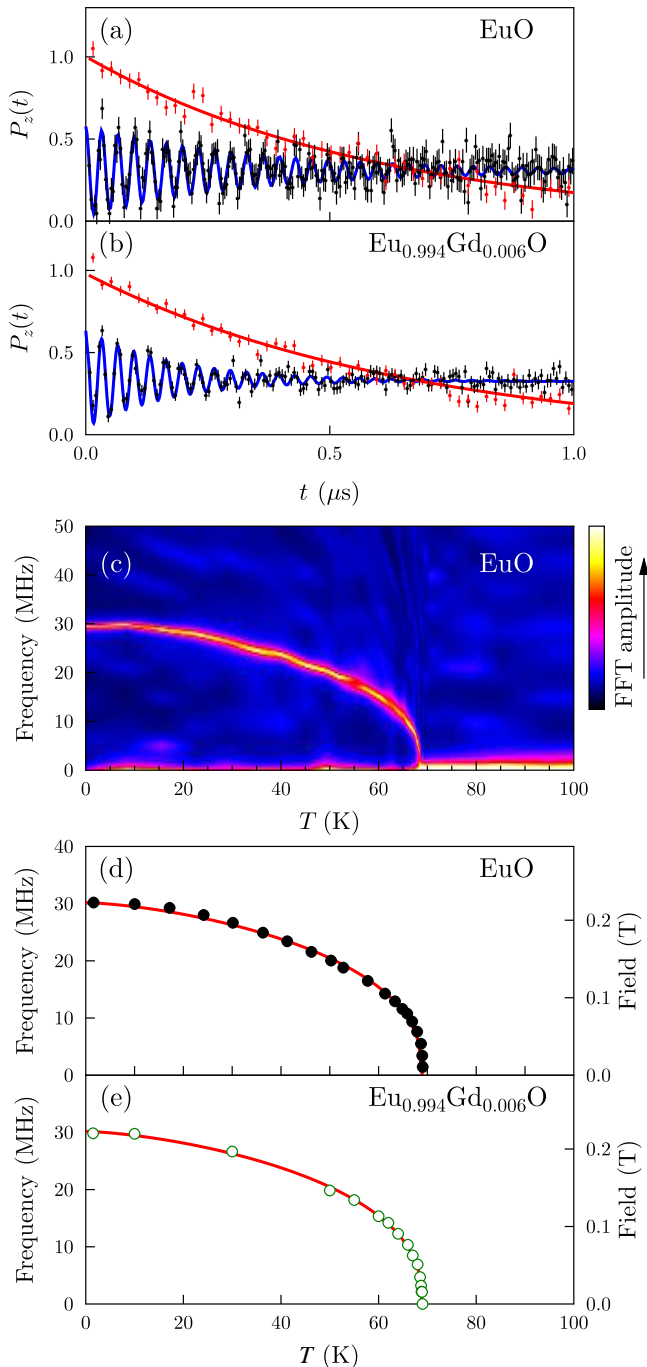 (a) EuO
1.0
0.5
0.0
P_z(t)
(b) Eu_{0.994}Gd_{0.006}O
1.0
0.5
0.0
P_z(t)
0.0 0.5 1.0
t (μs)
(c) EuO
50
40
30
20
10
0
Frequency (MHz)
FFT amplitude
0 20 40 60 80 100
T (K)
(d) EuO
40
30
20
10
0
Frequency (MHz)
0.2
0.1
0.0
Field (T)
(e) Eu_{0.994}Gd_{0.006}O
30
20
10
0
Frequency (MHz)
0.2
0.1
0.0
Field (T)
0 20 40 60 80 100
T (K)